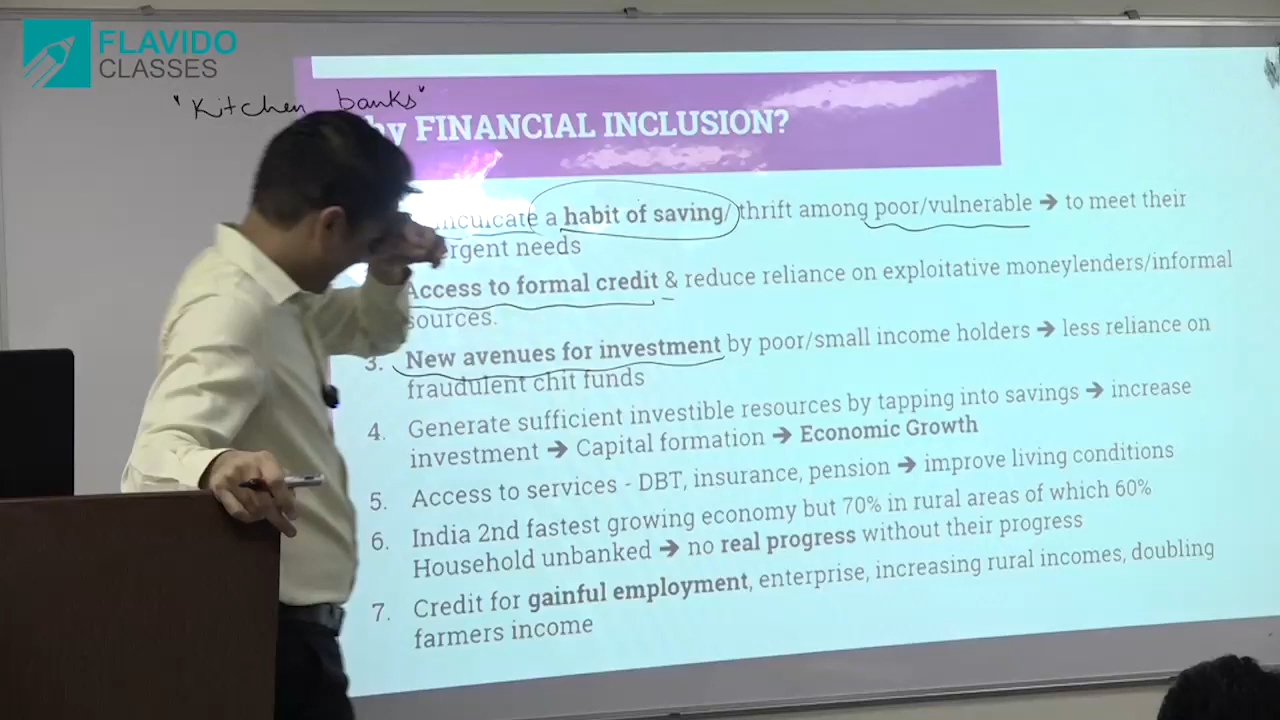 FLAVIDO
CLASSES
"Kitchen banks"
FINANCIAL INCLUSION?
inculcate a habit of saving/ thrift among poor/vulnerable ➔ to meet their
needs
Access to formal credit & reduce reliance on exploitative moneylenders/informal
sources.
3. New avenues for investment by poor/small income holders ➔ less reliance on
fraudulent chit funds
4. Generate sufficient investible resources by tapping into savings ➔ increase
investment ➔ Capital formation ➔ Economic Growth
5. Access to services - DBT, insurance, pension ➔ improve living conditions
6. India 2nd fastest growing economy but 70% in rural areas of which 60%
Household unbanked ➔ no real progress without their progress
7. Credit for gainful employment, enterprise, increasing rural incomes, doubling
farmers income